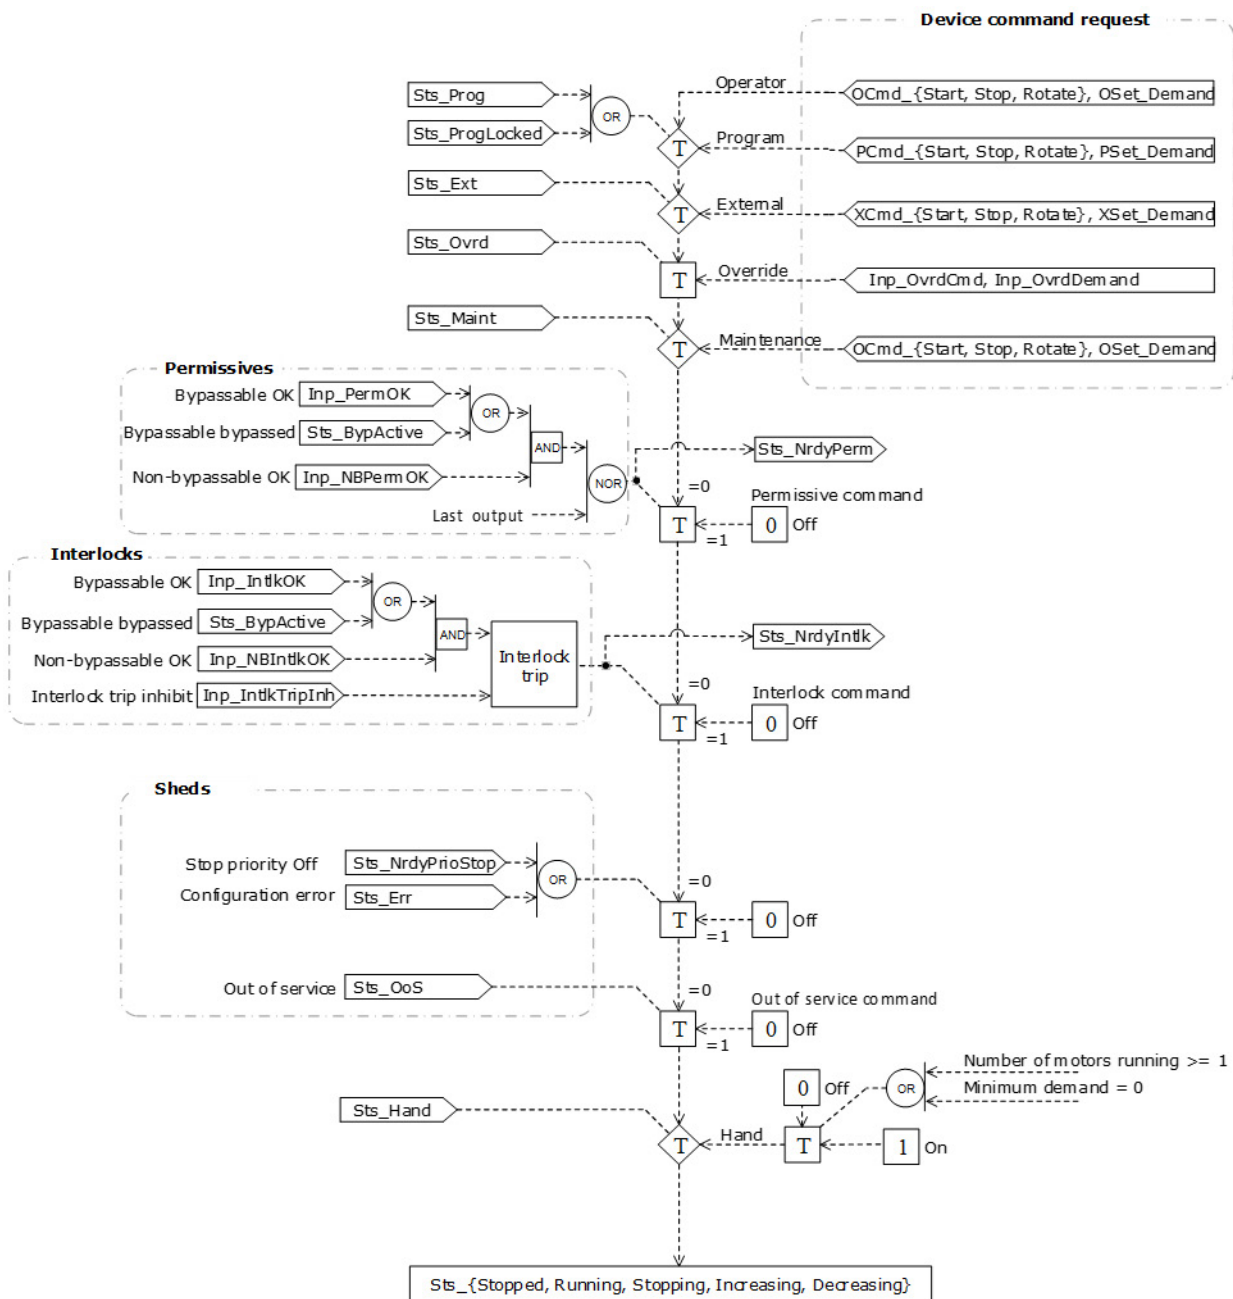 Device command request
Operator
OCmd_{Start, Stop, Rotate}, OSet_Demand
Sts_Prog
OR
Sts_ProgLocked
T
Program
PCmd_{Start, Stop, Rotate}, PSet_Demand
Sts_Ext
T
External
XCmd_{Start, Stop, Rotate}, XSet_Demand
Sts_Ovrd
T
Override
Inp_OvrdCmd, Inp_OvrdDemand
Sts_Maint
T
Maintenance
OCmd_{Start, Stop, Rotate}, OSet_Demand
Permissives
Bypassable OK
Inp_PermOK
OR
Bypassable bypassed
Sts_BypActive
AND
Non-bypassable OK
Inp_NBPermOK
NOR
Last output
Sts_NrdyPerm
=0
Permissive command
T
0
Off
=1
Interlocks
Bypassable OK
Inp_IntlkOK
OR
Bypassable bypassed
Sts_BypActive
AND
Non-bypassable OK
Inp_NBIntlkOK
Interlock
trip
Interlock trip inhibit
Inp_IntlkTripInh
Sts_NrdyIntlk
=0
Interlock command
T
0
Off
=1
Sheds
Stop priority Off
Sts_NrdyPrioStop
OR
Configuration error
Sts_Err
=0
T
0
Off
=1
Out of service
Sts_OoS
=0
Out of service command
T
0
Off
=1
Number of motors running >= 1
OR
Minimum demand = 0
0
Off
Sts_Hand
T
Hand
T
1
On
Sts_{Stopped, Running, Stopping, Increasing, Decreasing}